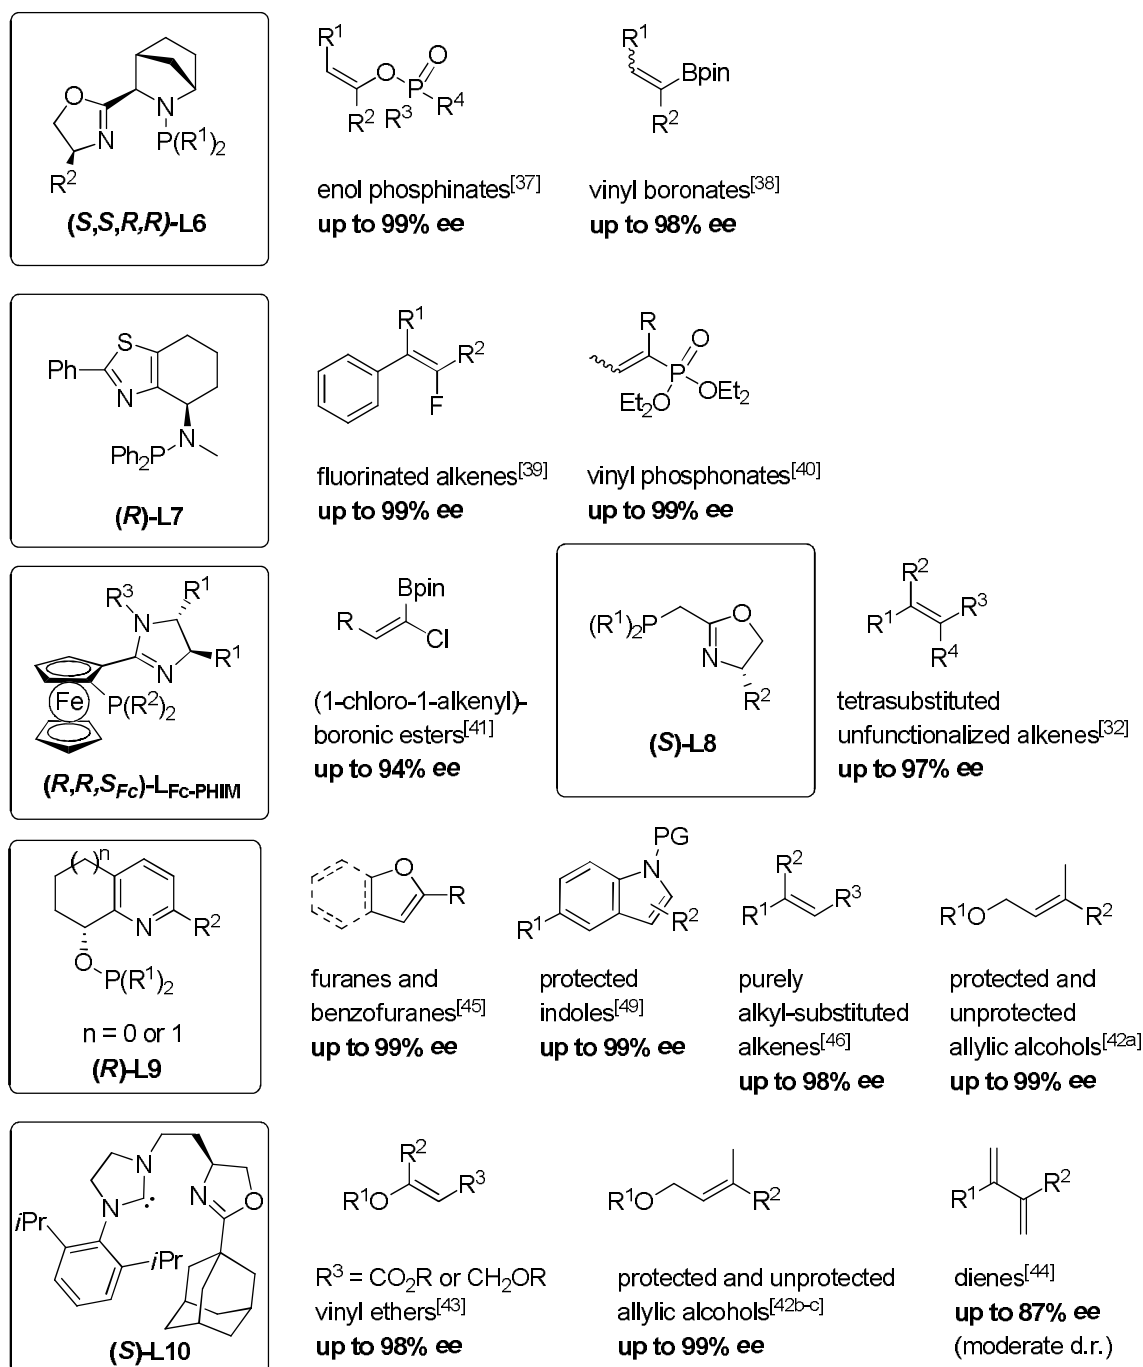 O
N
N
P(R¹)₂
R²
(S,S,R,R)-L6
R¹
O
O
P
R⁴
R³
R²
enol phosphinates[37]
up to 99% ee
R¹
Bpin
R²
vinyl boronates[38]
up to 98% ee
S
Ph
N
N
Ph₂P
(R)-L7
R¹
R²
F
fluorinated alkenes[39]
up to 99% ee
R
O
P
OEt₂
Et₂O
vinyl phosphonates[40]
up to 99% ee
R³
R¹
N
R¹
N
Fe
P(R²)₂
(R,R,S_Fc)-L_Fc-PHIM
Bpin
R
Cl
(1-chloro-1-alkenyl)-
boronic esters[41]
up to 94% ee
(R¹)₂P
O
N
R²
(S)-L8
R²
R³
R¹
R⁴
tetrasubstituted
unfunctionalized alkenes[32]
up to 97% ee
( )n
N
R²
O
P(R¹)₂
n = 0 or 1
(R)-L9
O
R
furanes and
benzofuranes[45]
up to 99% ee
PG
N
R¹
R²
protected
indoles[49]
up to 99% ee
R²
R³
R¹
purely
alkyl-substituted
alkenes[46]
up to 98% ee
R¹O
R²
protected and
unprotected
allylic alcohols[42a]
up to 99% ee
N
N
O
N
iPr
iPr
(S)-L10
R²
R³
R¹O
R³ = CO₂R or CH₂OR
vinyl ethers[43]
up to 98% ee
R¹O
R²
protected and unprotected
allylic alcohols[42b-c]
up to 99% ee
R¹
R²
dienes[44]
up to 87% ee
(moderate d.r.)